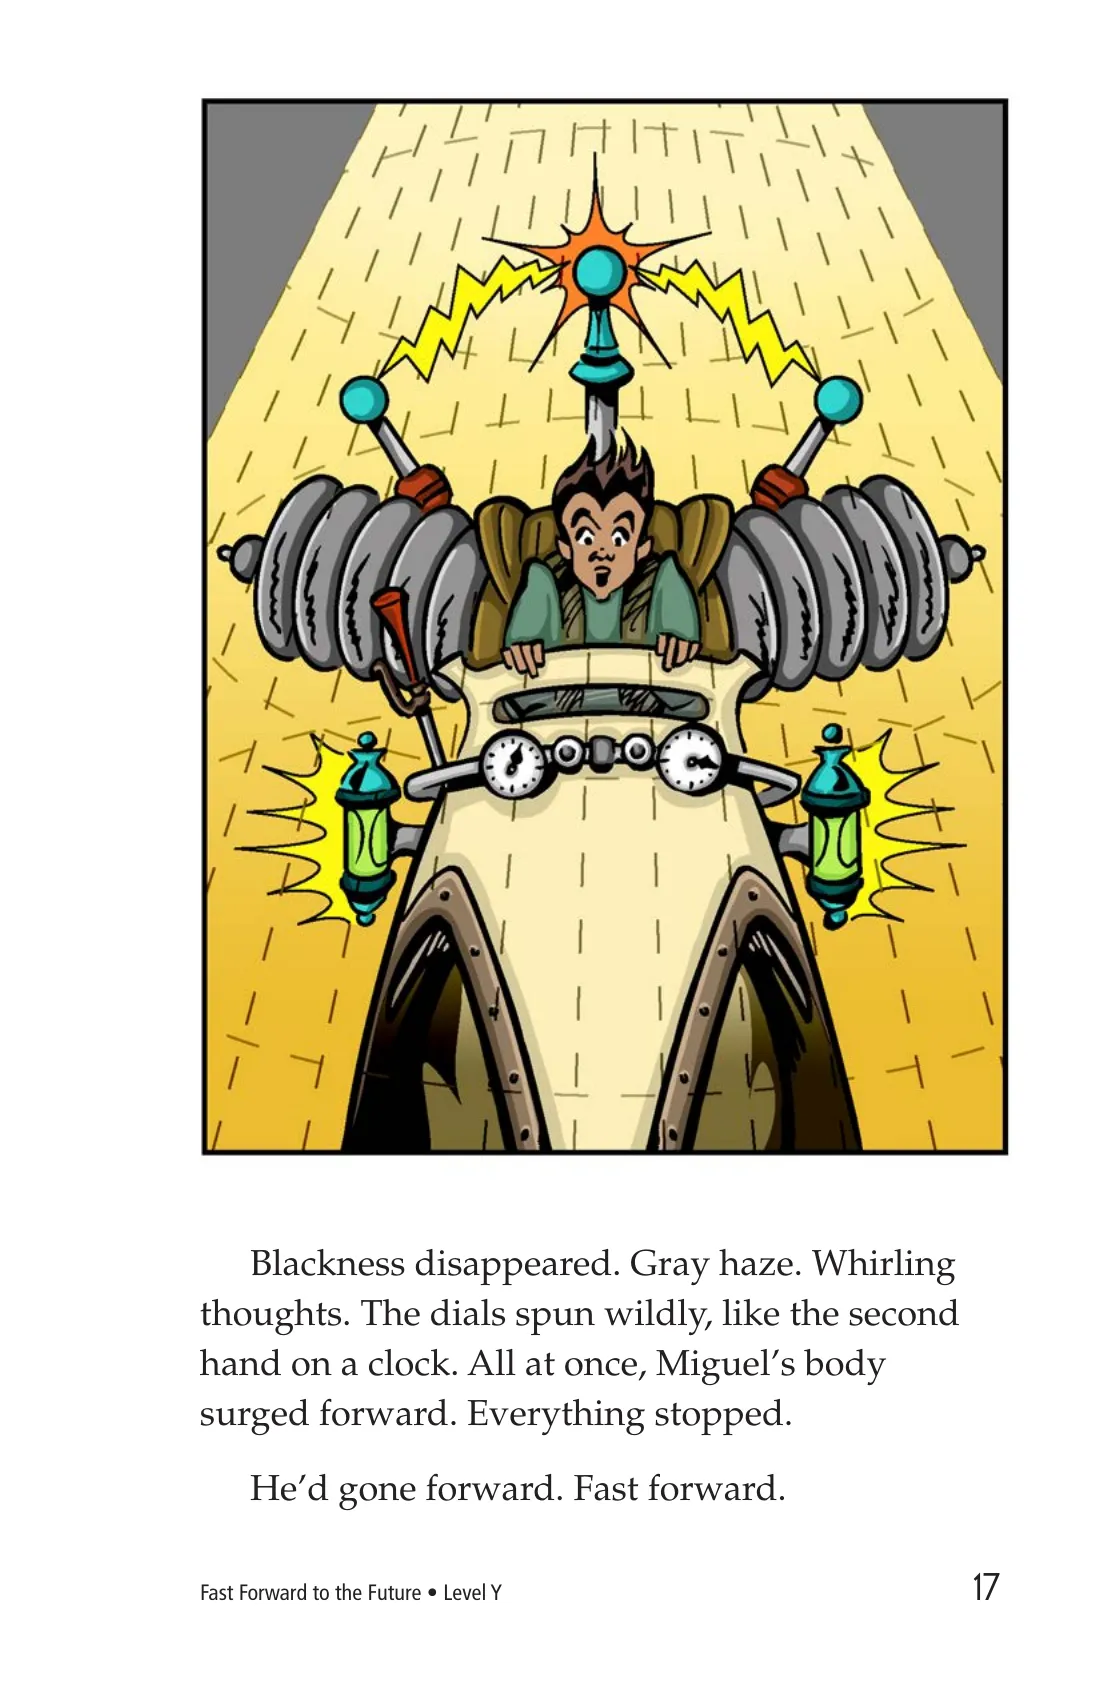 Blackness disappeared. Gray haze. Whirling
thoughts. The dials spun wildly, like the second
hand on a clock. All at once, Miguel’s body
surged forward. Everything stopped.
He’d gone forward. Fast forward.
Fast Forward to the Future • Level Y
17